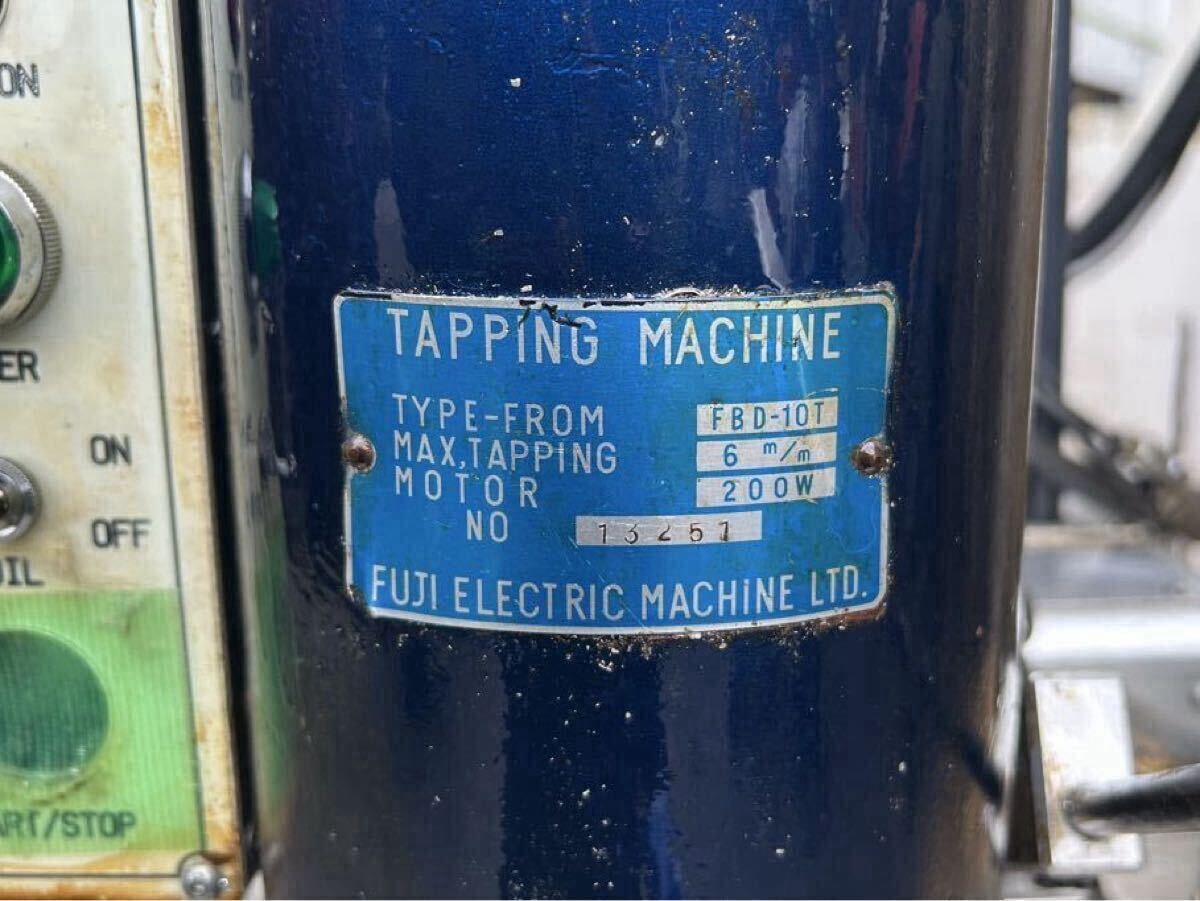 ON
ER
ON
OFF
OIL
ART/STOP
TAPPING MACHINE
TYPE-FROM FBD-10T
MAX,TAPPING 6 m/m
MOTOR 200W
NO 13251
FUJI ELECTRIC MACHINE LTD.